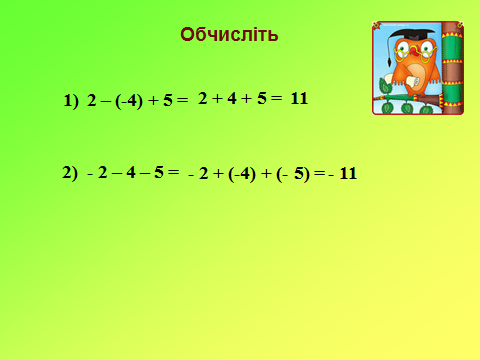 Обчисліть
1) 2 – (-4) + 5 = 2 + 4 + 5 = 11
2) - 2 – 4 – 5 = - 2 + (-4) + (- 5) = - 11